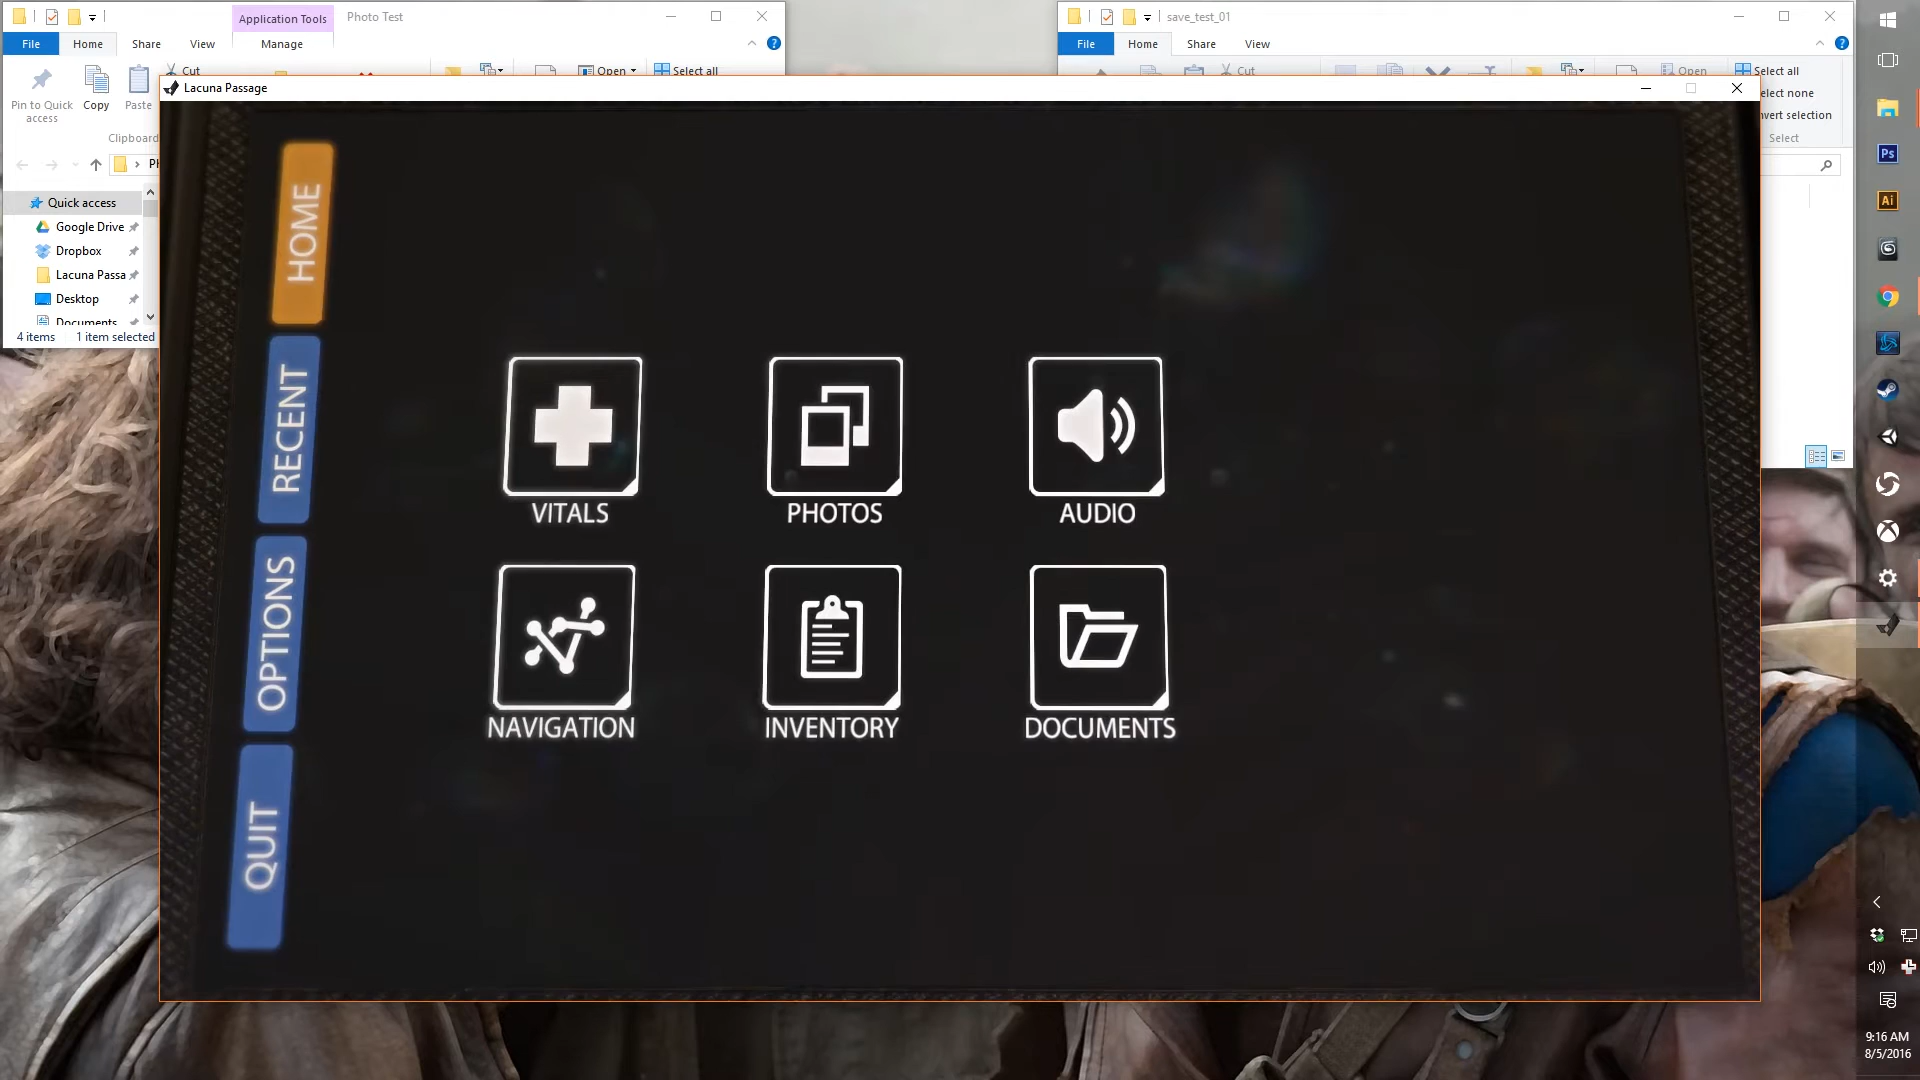 Application Tools
Photo Test
File
Home
Share
View
Manage
Pin to Quick
access
Copy
Paste
Cut
Open
Select all
Clipboard
Quick access
Google Drive
Dropbox
Lacuna Passa
Desktop
Documents
4 items
1 item selected
save_test_01
File
Home
Share
View
Cut
Open
Select all
elect none
nvert selection
Select
Lacuna Passage
HOME
RECENT
OPTIONS
QUIT
VITALS
PHOTOS
AUDIO
NAVIGATION
INVENTORY
DOCUMENTS
Ps
Ai
9:16 AM
8/5/2016